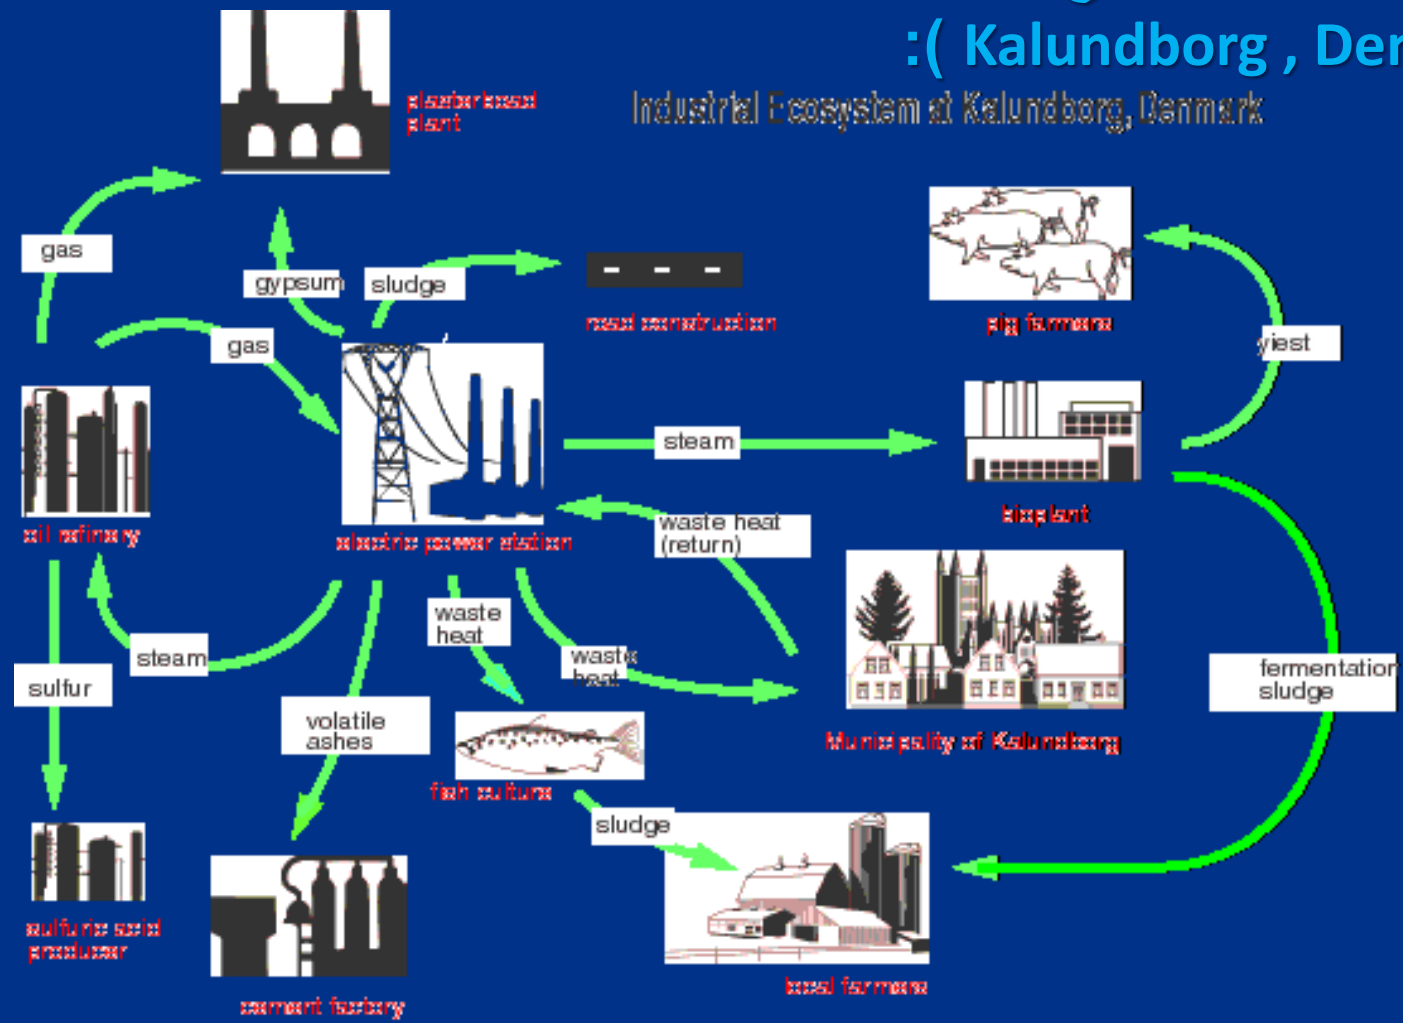 :( Kalundborg , Der
Industrial Ecosystem at Kalundborg, Denmark
plasterboad
plant
gas
gypsum
sludge
road construction
pig farmers
yiest
gas
steam
oil refinery
electric power station
bioplant
waste heat
(return)
waste
heat
steam
waste
heat
sulfur
volatile
ashes
fermentation
sludge
Municipality of Kalundborg
fish culture
sludge
sulfuric acid
producer
cement factory
local farmers